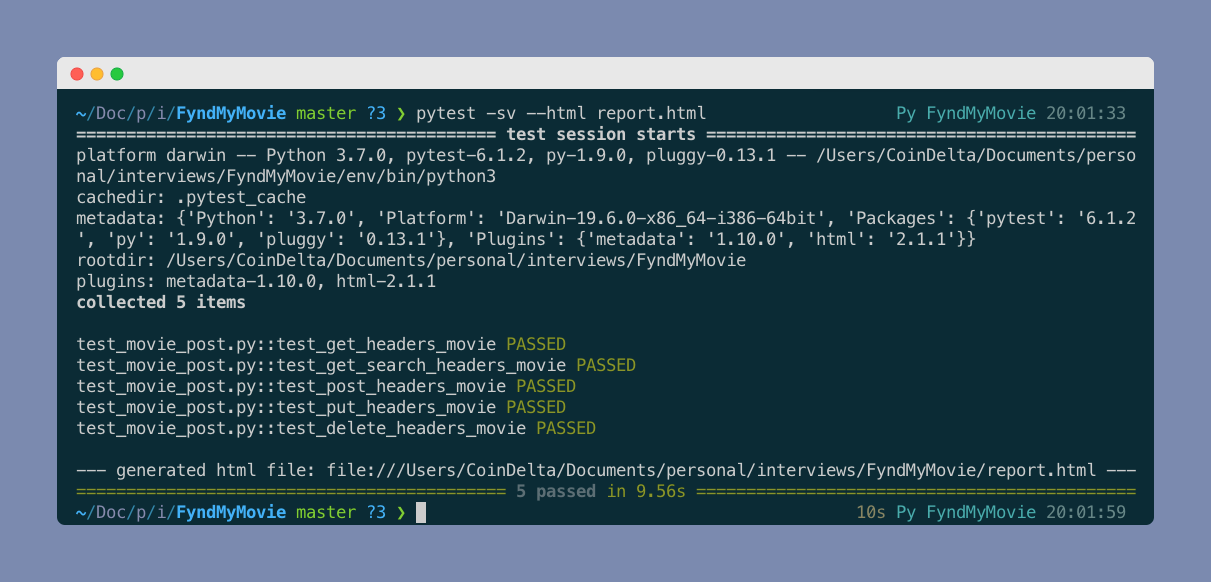 ~/Doc/p/i/FyndMyMovie master ?3 ❯ pytest -sv --html report.html Py FyndMyMovie 20:01:33
========================================== test session starts ===========================================
platform darwin -- Python 3.7.0, pytest-6.1.2, py-1.9.0, pluggy-0.13.1 -- /Users/CoinDelta/Documents/perso
nal/interviews/FyndMyMovie/env/bin/python3
cachedir: .pytest_cache
metadata: {'Python': '3.7.0', 'Platform': 'Darwin-19.6.0-x86_64-i386-64bit', 'Packages': {'pytest': '6.1.2
', 'py': '1.9.0', 'pluggy': '0.13.1'}, 'Plugins': {'metadata': '1.10.0', 'html': '2.1.1'}}
rootdir: /Users/CoinDelta/Documents/personal/interviews/FyndMyMovie
plugins: metadata-1.10.0, html-2.1.1
collected 5 items
test_movie_post.py::test_get_headers_movie PASSED
test_movie_post.py::test_get_search_headers_movie PASSED
test_movie_post.py::test_post_headers_movie PASSED
test_movie_post.py::test_put_headers_movie PASSED
test_movie_post.py::test_delete_headers_movie PASSED
--- generated html file: file:///Users/CoinDelta/Documents/personal/interviews/FyndMyMovie/report.html ---
=========================================== 5 passed in 9.56s ============================================
~/Doc/p/i/FyndMyMovie master ?3 ❯ 10s Py FyndMyMovie 20:01:59